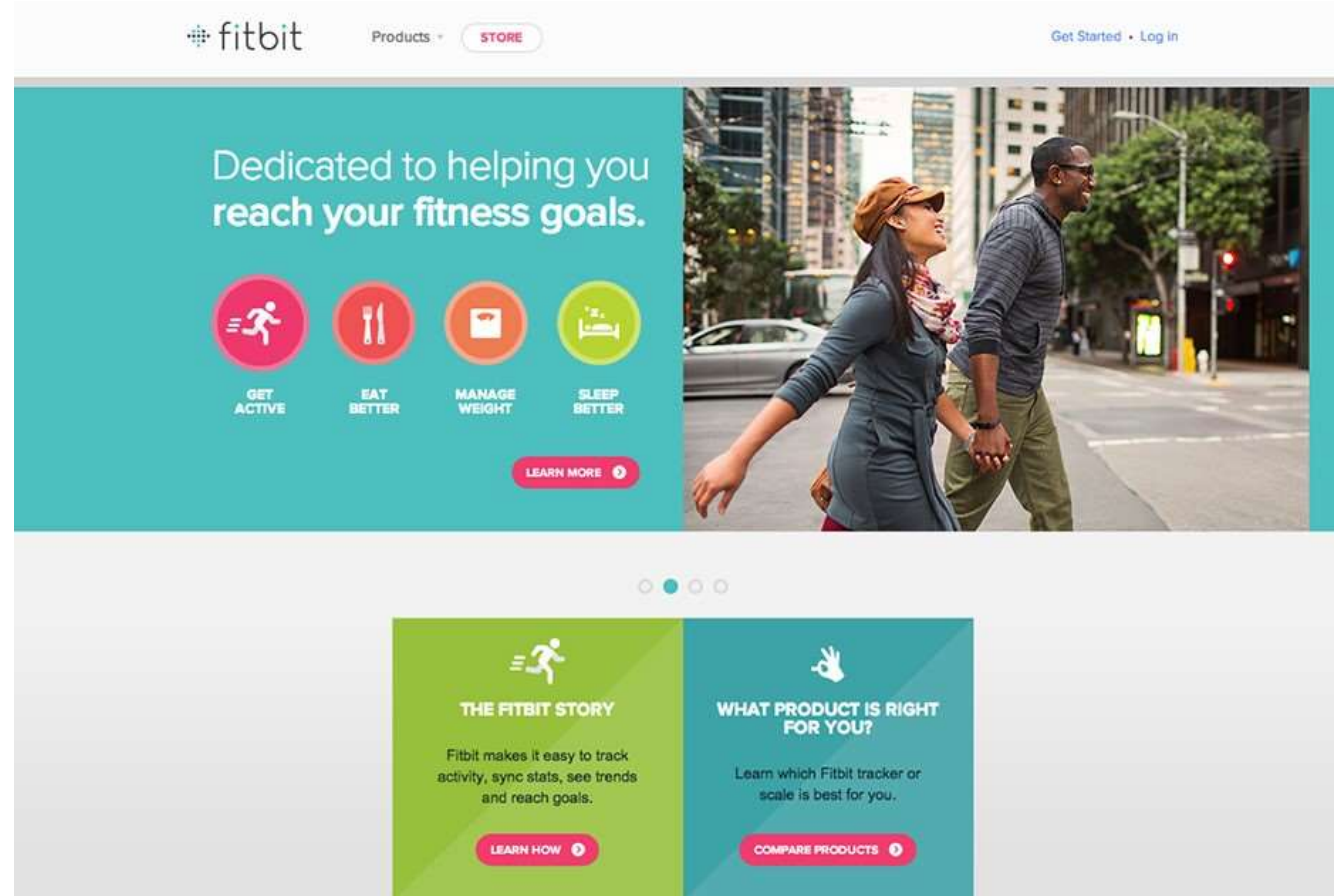 fitbit
Products
STORE
Get Started • Log in
Dedicated to helping you
reach your fitness goals.
GET
ACTIVE
EAT
BETTER
MANAGE
WEIGHT
SLEEP
BETTER
LEARN MORE
THE FITBIT STORY
Fitbit makes it easy to track
activity, sync stats, see trends
and reach goals.
LEARN HOW
WHAT PRODUCT IS RIGHT
FOR YOU?
Learn which Fitbit tracker or
scale is best for you.
COMPARE PRODUCTS